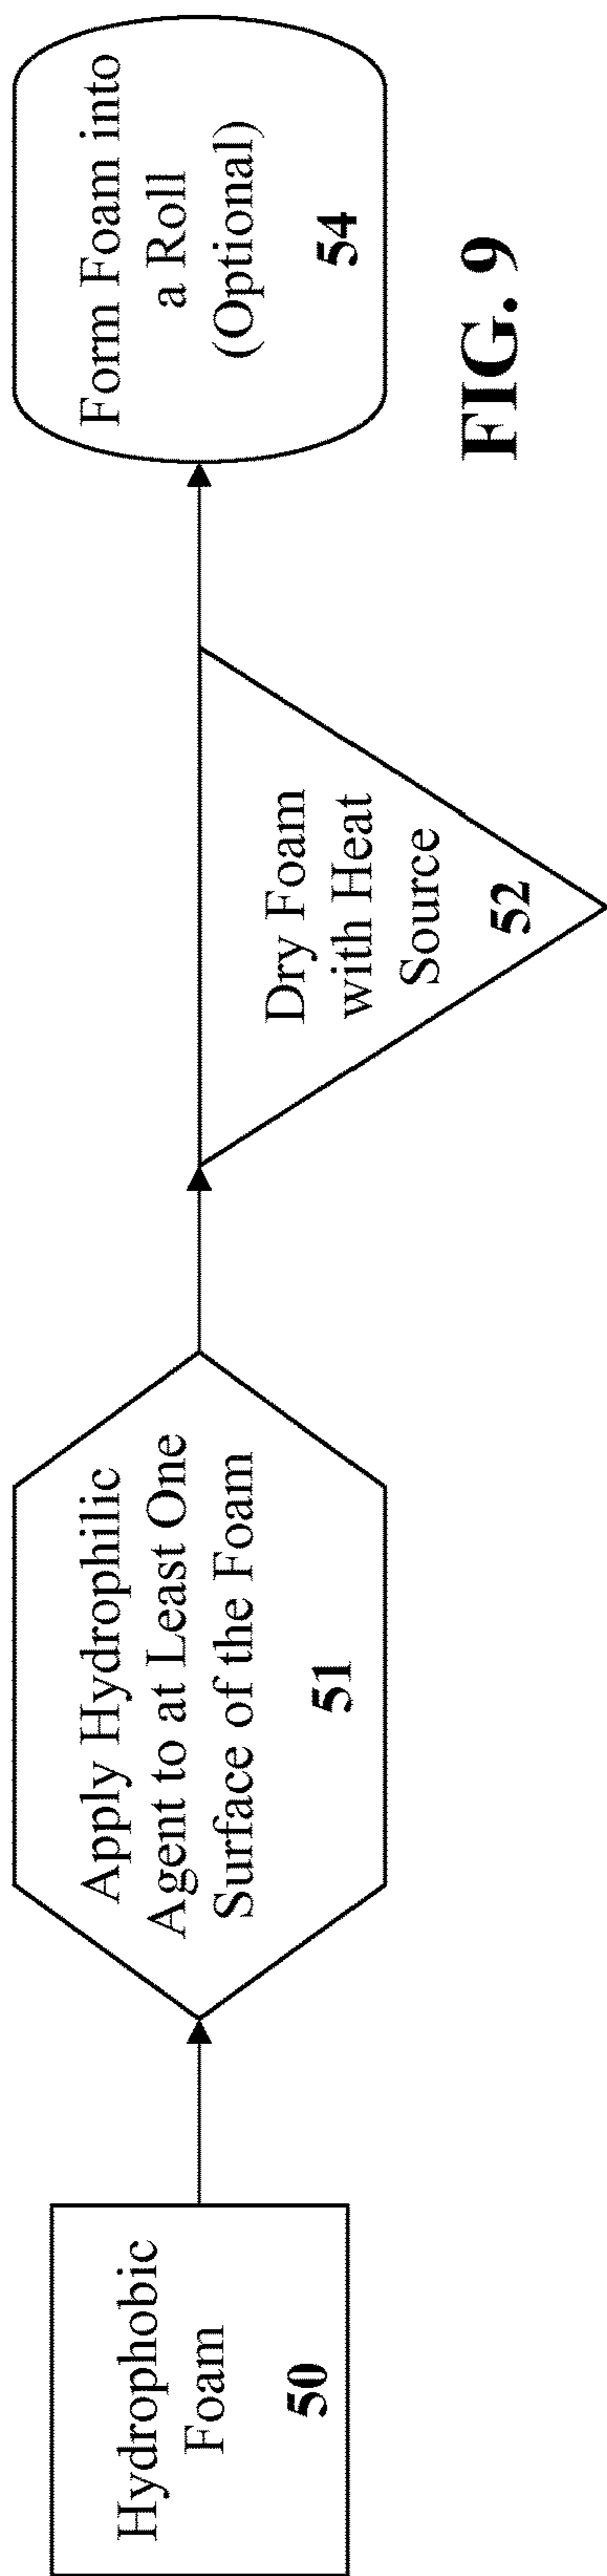 Hydrophobic
Foam
50
Apply Hydrophilic
Agent to at Least One
Surface of the Foam
51
Dry Foam
with Heat
Source
52
Form Foam into
a Roll
(Optional)
54
FIG. 9